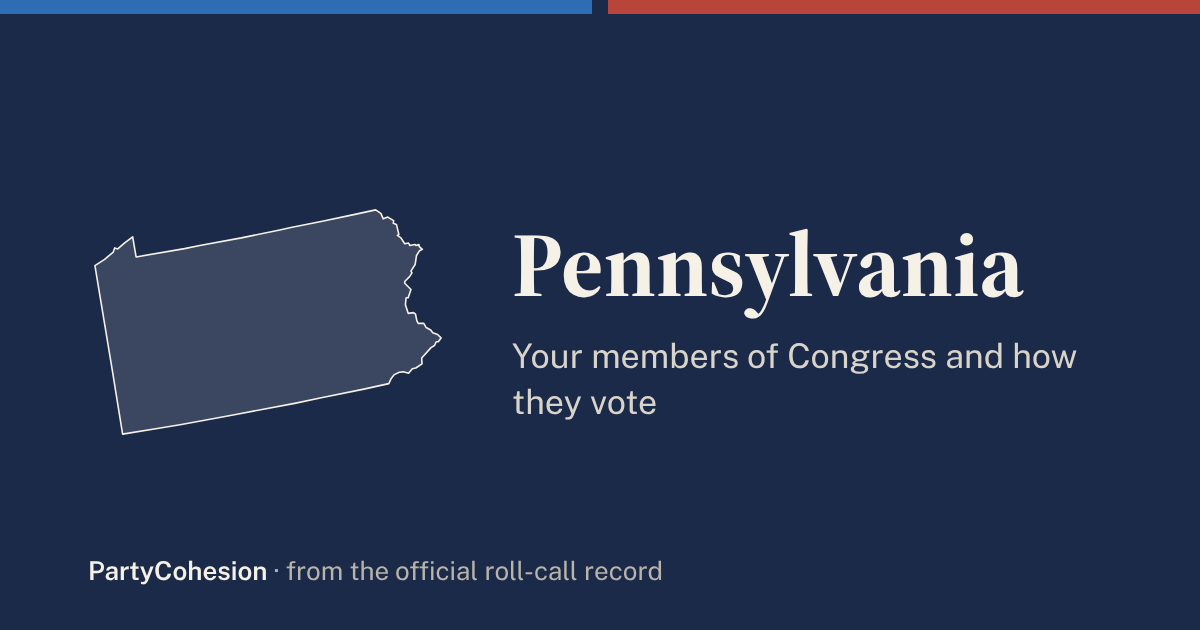 Pennsylvania
Your members of Congress and how
they vote
PartyCohesion · from the official roll-call record